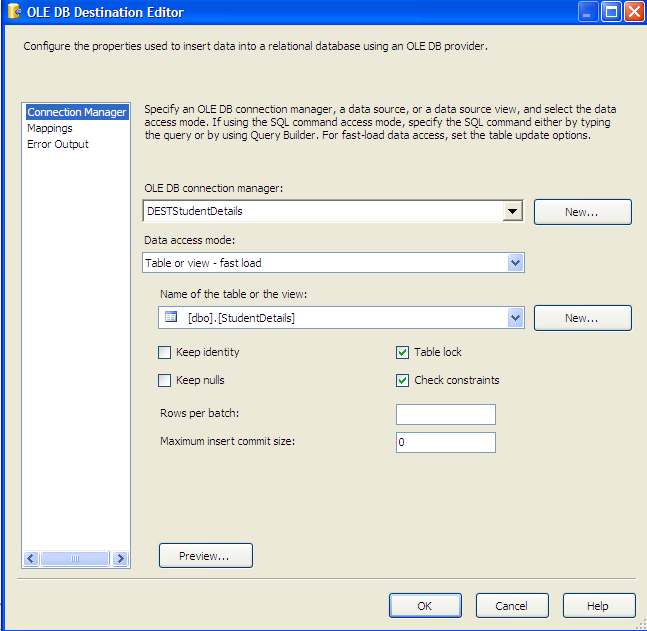 OLE DB Destination Editor
Configure the properties used to insert data into a relational database using an OLE DB provider.
Connection Manager
Mappings
Error Output
Specify an OLE DB connection manager, a data source, or a data source view, and select the data
access mode. If using the SQL command access mode, specify the SQL command either by typing
the query or by using Query Builder. For fast-load data access, set the table update options.
OLE DB connection manager:
DESTStudentDetails
New...
Data access mode:
Table or view - fast load
Name of the table or the view:
[dbo].[StudentDetails]
New...
Keep identity
Table lock
Keep nulls
Check constraints
Rows per batch:
Maximum insert commit size:
0
Preview...
OK
Cancel
Help